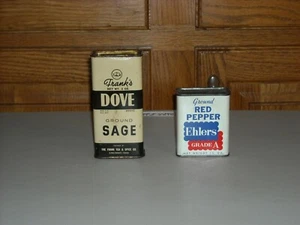 Frank's
DOVE
GROUND
SAGE
Ground
RED
PEPPER
Ehlers
GRADE A